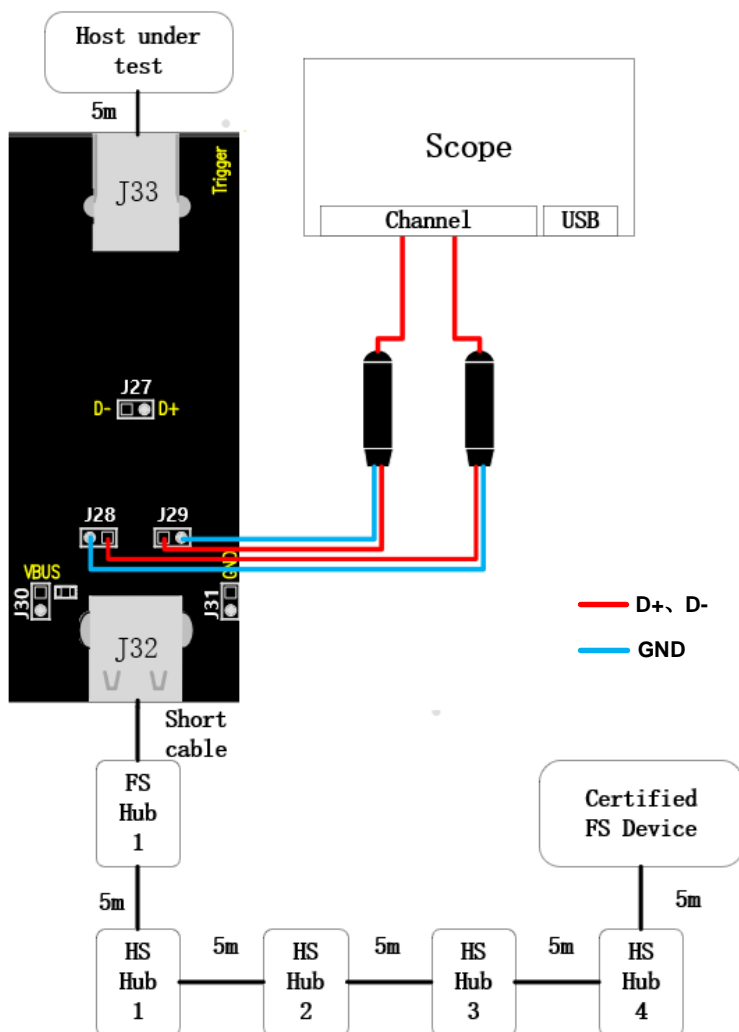 Host under
test
5m
J33
Trigger
Scope
Channel
USB
J27
D-
D+
J28
J29
VBUS
GND
J30
J31
J32
D+、D-
GND
Short
cable
FS
Hub
1
Certified
FS Device
5m
5m
5m
5m
5m
HS
Hub
1
HS
Hub
2
HS
Hub
3
HS
Hub
4